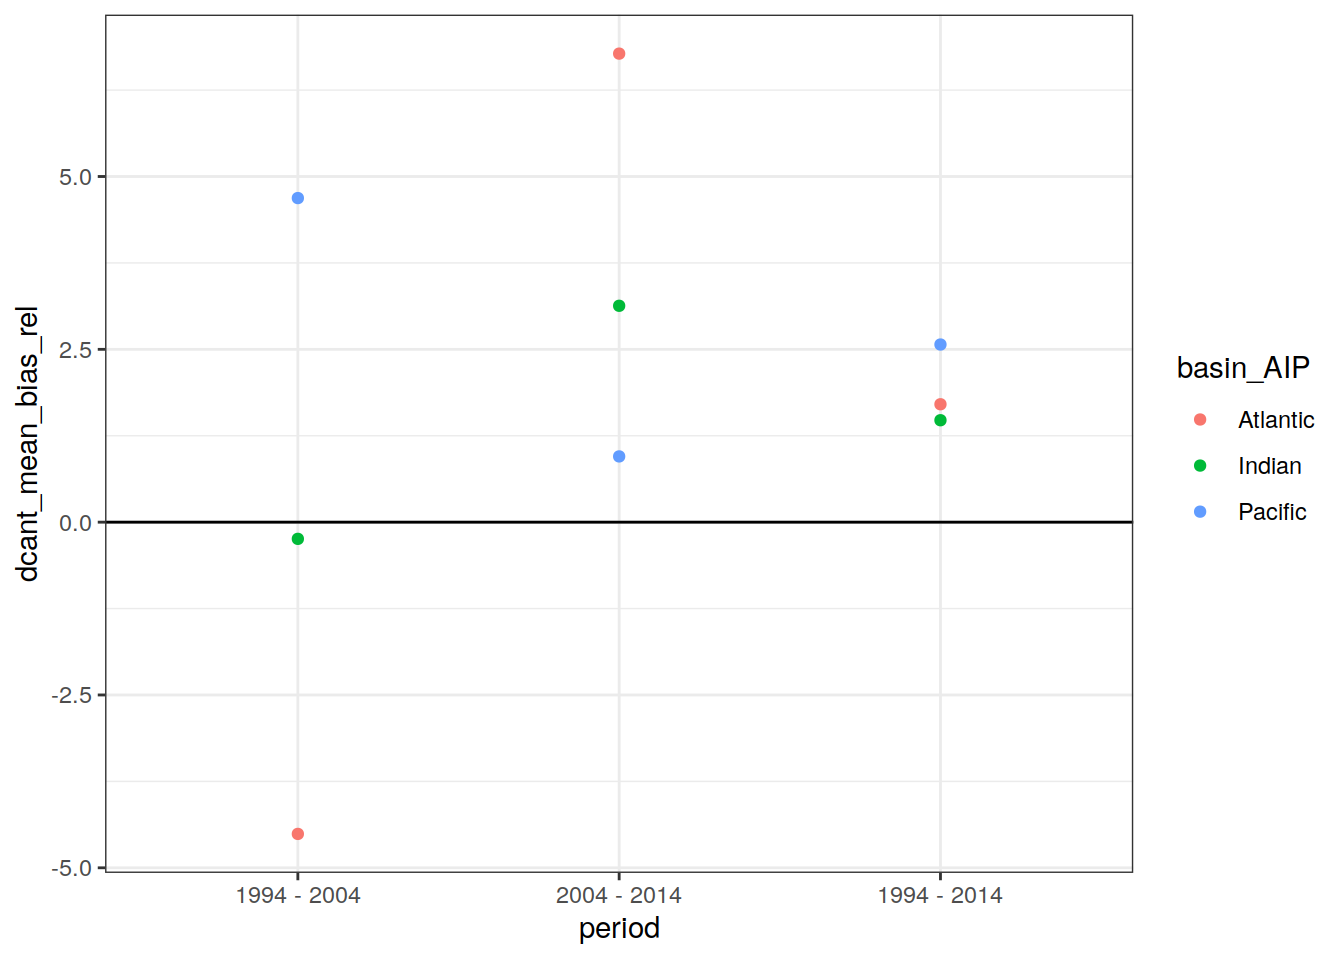 dcant_mean_bias_rel
5.0
2.5
0.0
-2.5
-5.0
1994 - 2004
2004 - 2014
1994 - 2014
period
basin_AIP
Atlantic
Indian
Pacific